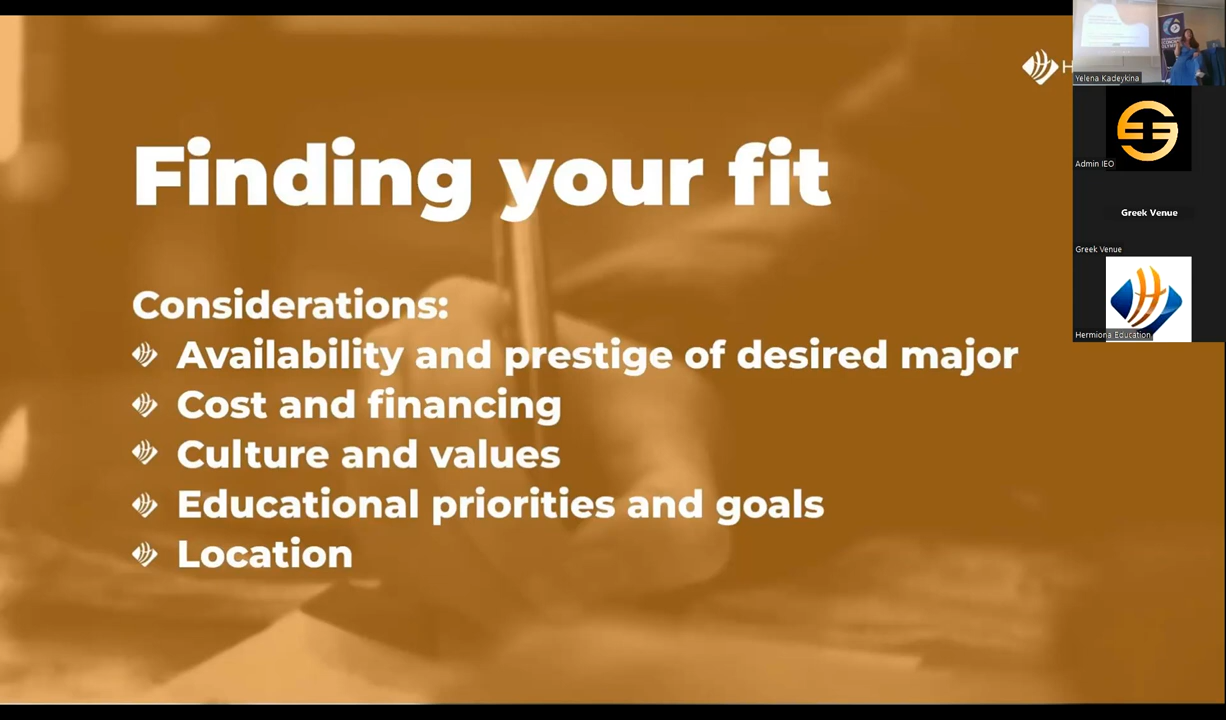 Finding your fit
Considerations:
Availability and prestige of desired major
Cost and financing
Culture and values
Educational priorities and goals
Location
H
Yelena Kadeykina
Admin IEO
Greek Venue
Greek Venue
Hermiona Education